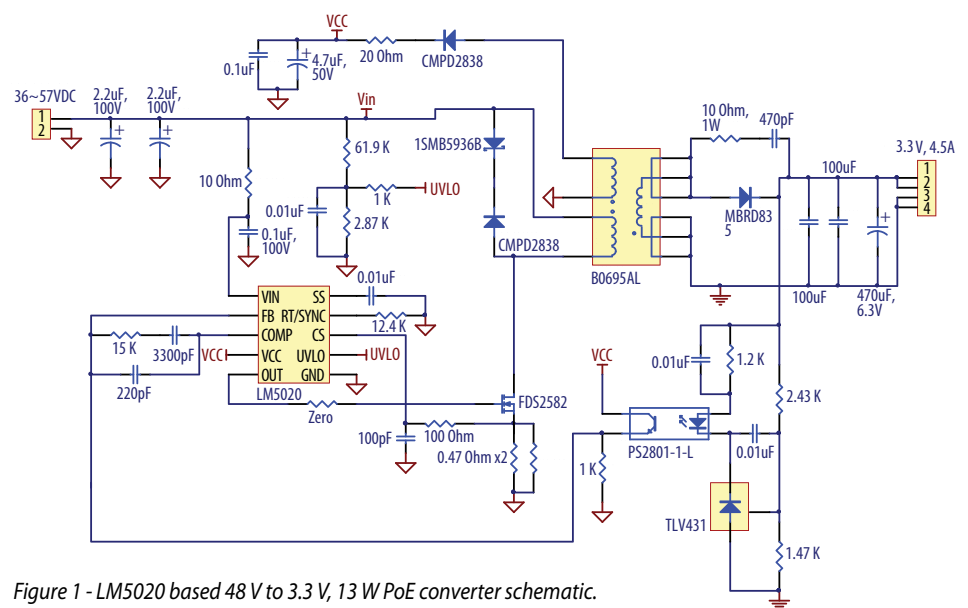 VCC
20 Ohm
CMPD2838
0.1uF
4.7uF,
50V
36~57VDC
1
2
2.2uF,
100V
2.2uF,
100V
Vin
10 Ohm
61.9 K
1 K
UVLO
0.01uF
2.87 K
0.1uF,
100V
1SMB5936B
CMPD2838
B0695AL
10 Ohm,
1W
470pF
MBRD83
5
100uF
100uF
470uF,
6.3V
3.3 V, 4.5A
1
2
3
4
0.01uF
12.4 K
VIN SS
FB RT/SYNC
COMP CS
VCC UVLO
OUT GND
LM5020
VCC
UVLO
15 K
3300pF
220pF
Zero
FDS2582
100pF
100 Ohm
0.47 Ohm x2
VCC
1 K
PS2801-1-L
0.01uF
1.2 K
2.43 K
0.01uF
TLV431
1.47 K
Figure 1 - LM5020 based 48 V to 3.3 V, 13 W PoE converter schematic.